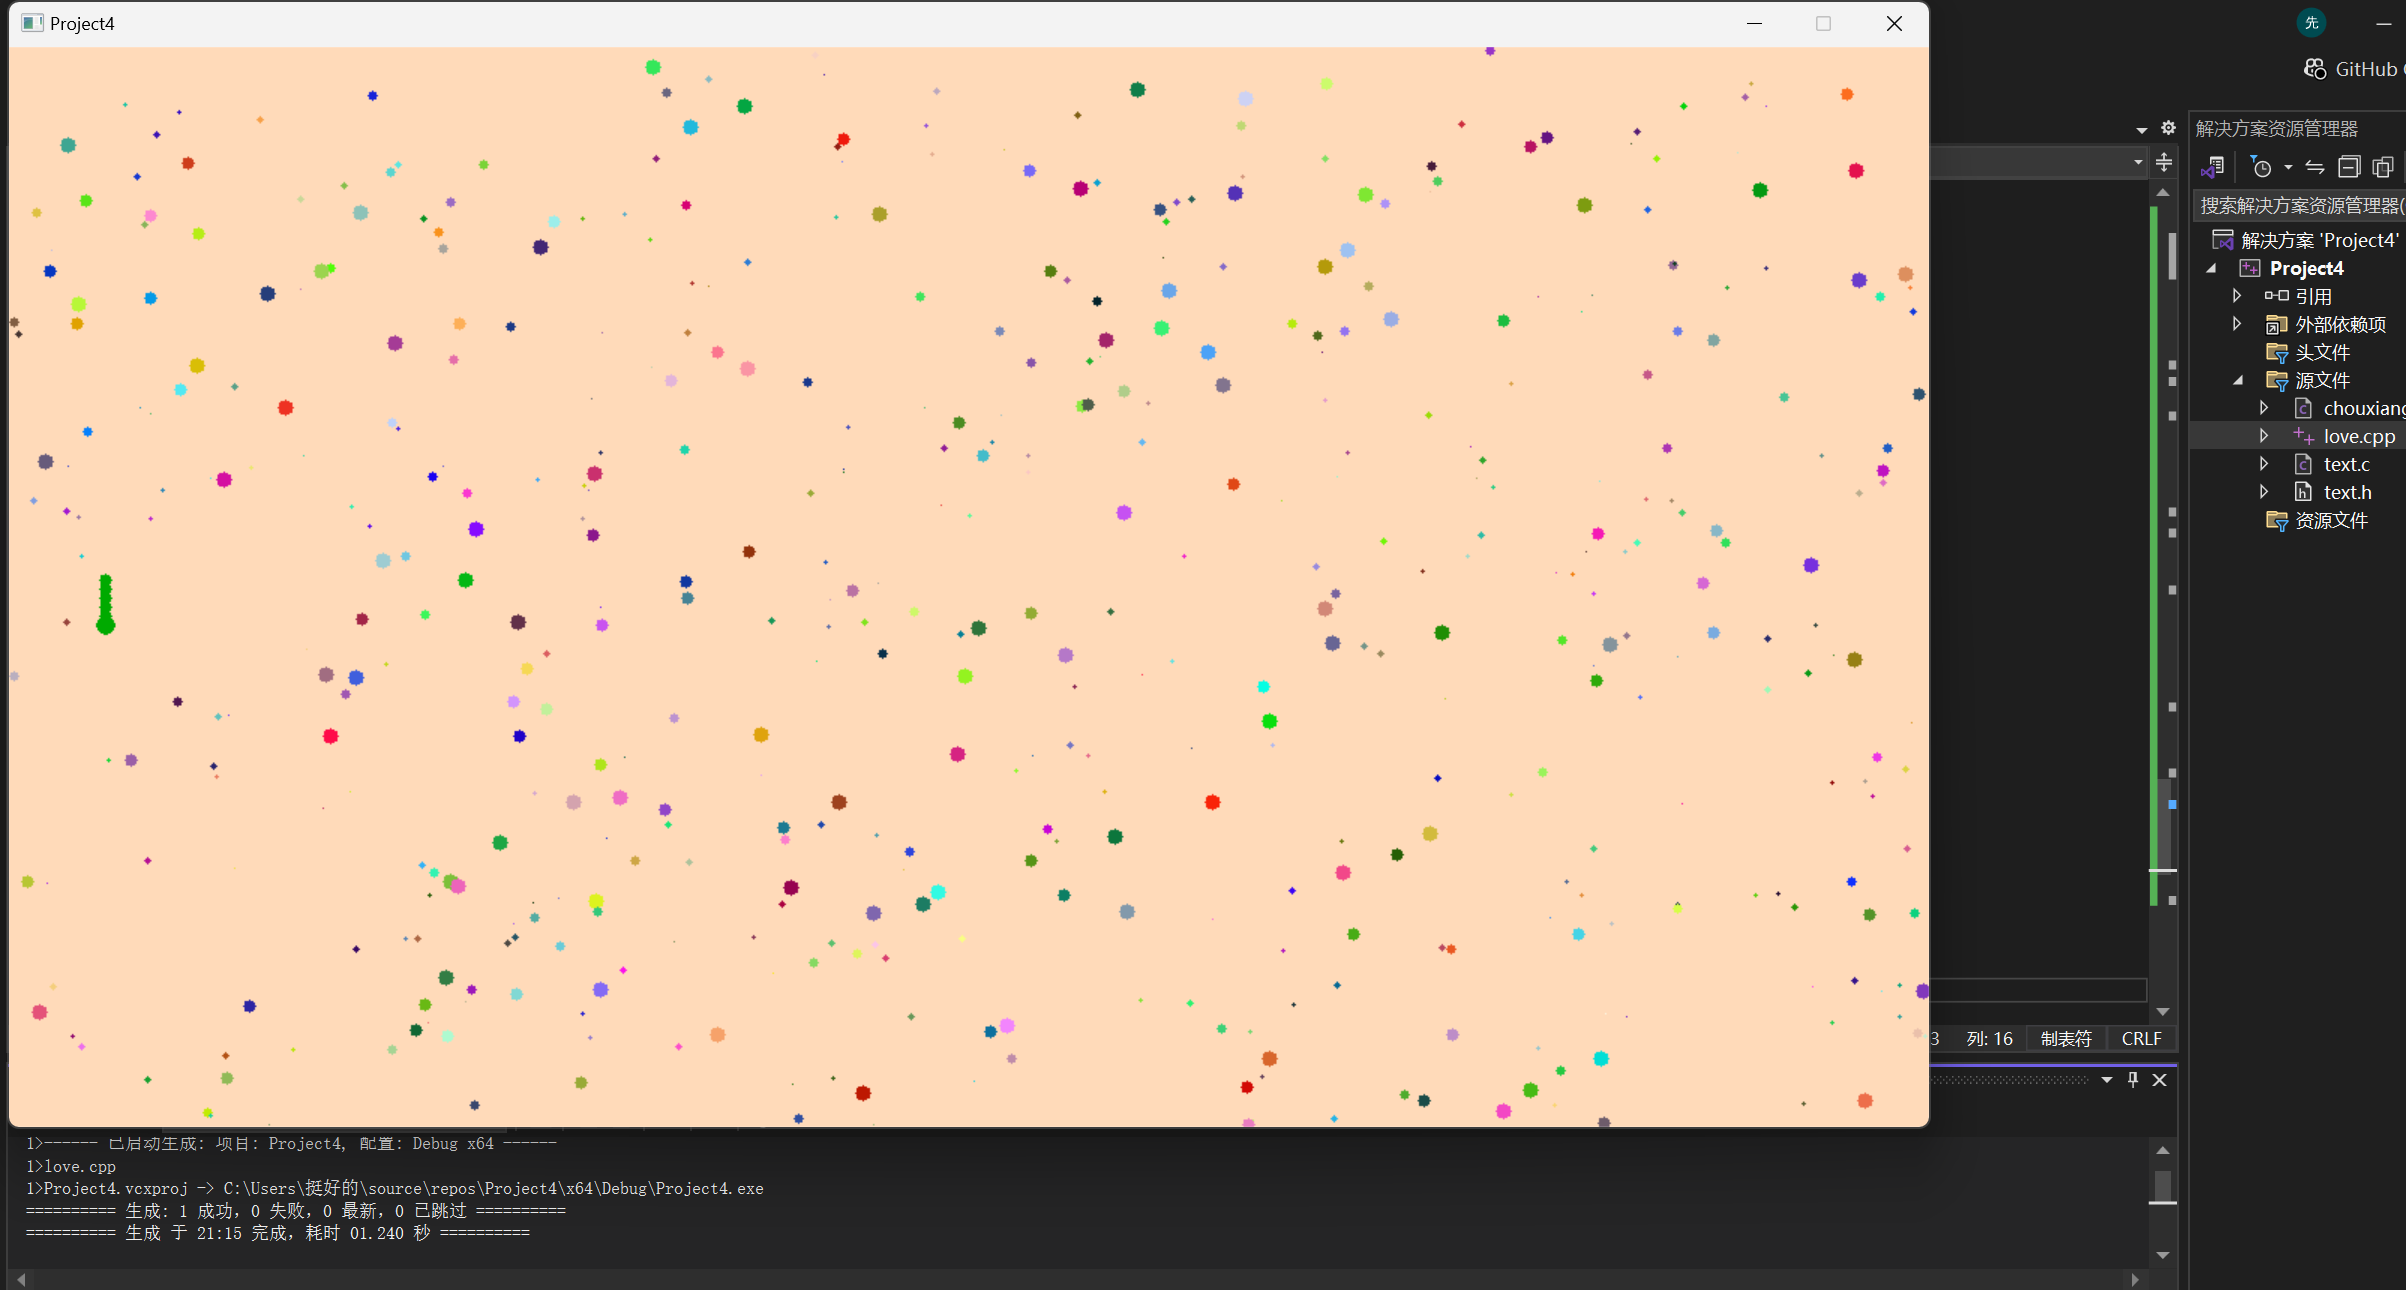 Project4
先
GitHub
解决方案资源管理器
搜索解决方案资源管理器(
解决方案 'Project4'
Project4
引用
外部依赖项
头文件
源文件
chouxiang
love.cpp
text.c
text.h
资源文件
3 列: 16 制表符 CRLF
1>------ 已启动生成: 项目: Project4, 配置: Debug x64 ------
1>love.cpp
1>Project4.vcxproj -> C:\Users\挺好的\source\repos\Project4\x64\Debug\Project4.exe
========== 生成: 1 成功，0 失败，0 最新，0 已跳过 ==========
========== 生成 于 21:15 完成，耗时 01.240 秒 ==========